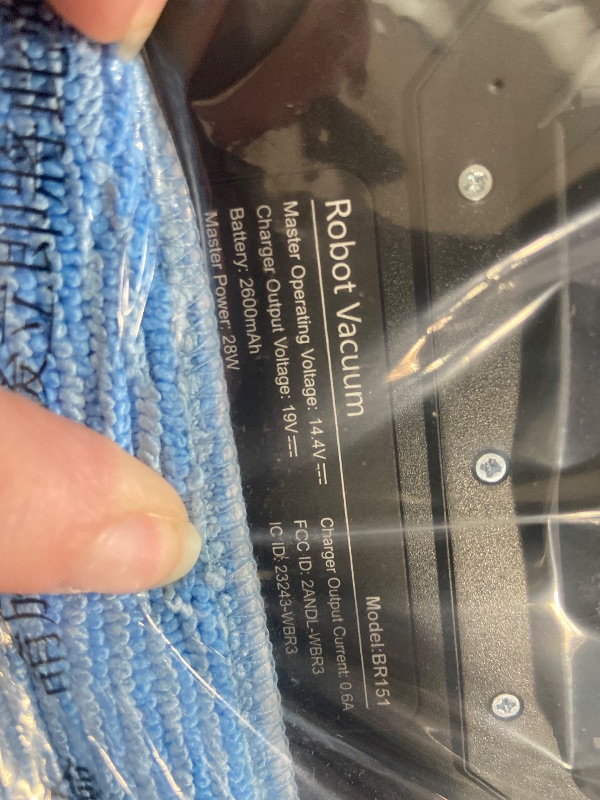 Robot Vacuum
Model:BR151
Master Operating Voltage: 14.4V⎓
Charger Output Current: 0.6A
Charger Output Voltage: 19V⎓
FCC ID: 2ANDL-WBR3
Battery: 2600mAh
IC ID: 23243-WBR3
Master Power: 28W